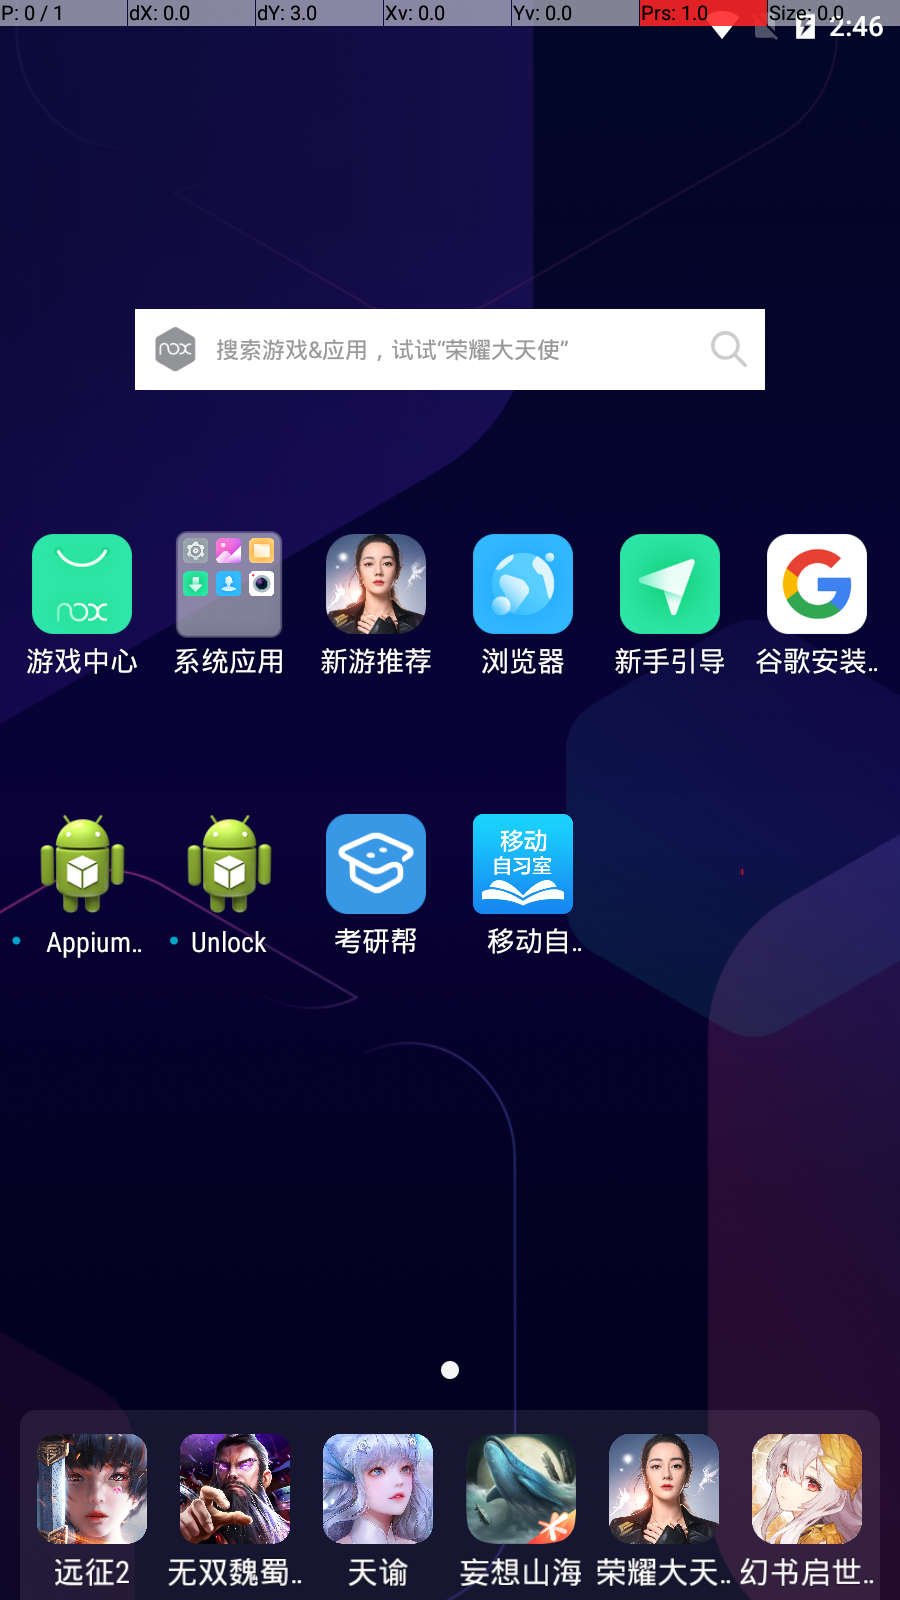 P: 0 / 1 dX: 0.0 dY: 3.0 Xv: 0.0 Yv: 0.0 Prs: 1.0 Size: 0.0
2:46
nox 搜索游戏&应用，试试“荣耀大天使”
nox
游戏中心 系统应用 新游推荐 浏览器 新手引导 谷歌安装..
移动
自习室
Appium.. Unlock 考研帮 移动自..
远征2 无双魏蜀.. 天谕 妄想山海 荣耀大天.. 幻书启世..